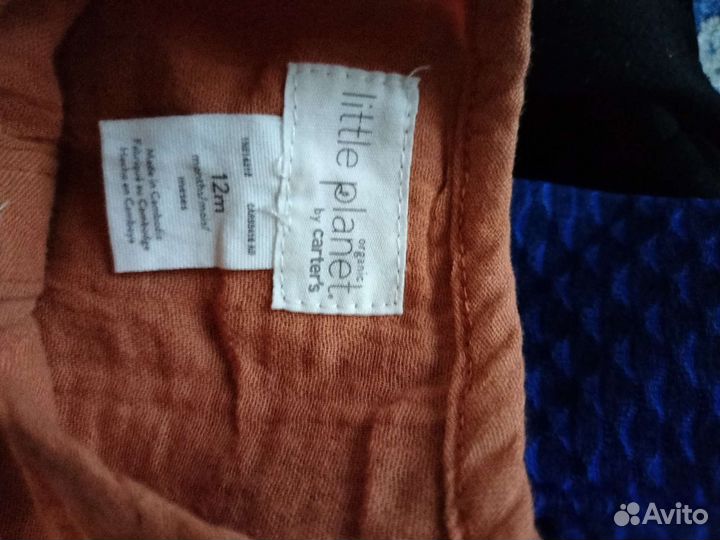 little planet.
organic
by carter's
12m
months/mois/
meses
Made in Cambodia
Fabriqué au Cambodge
Hecho en Camboya
Avito